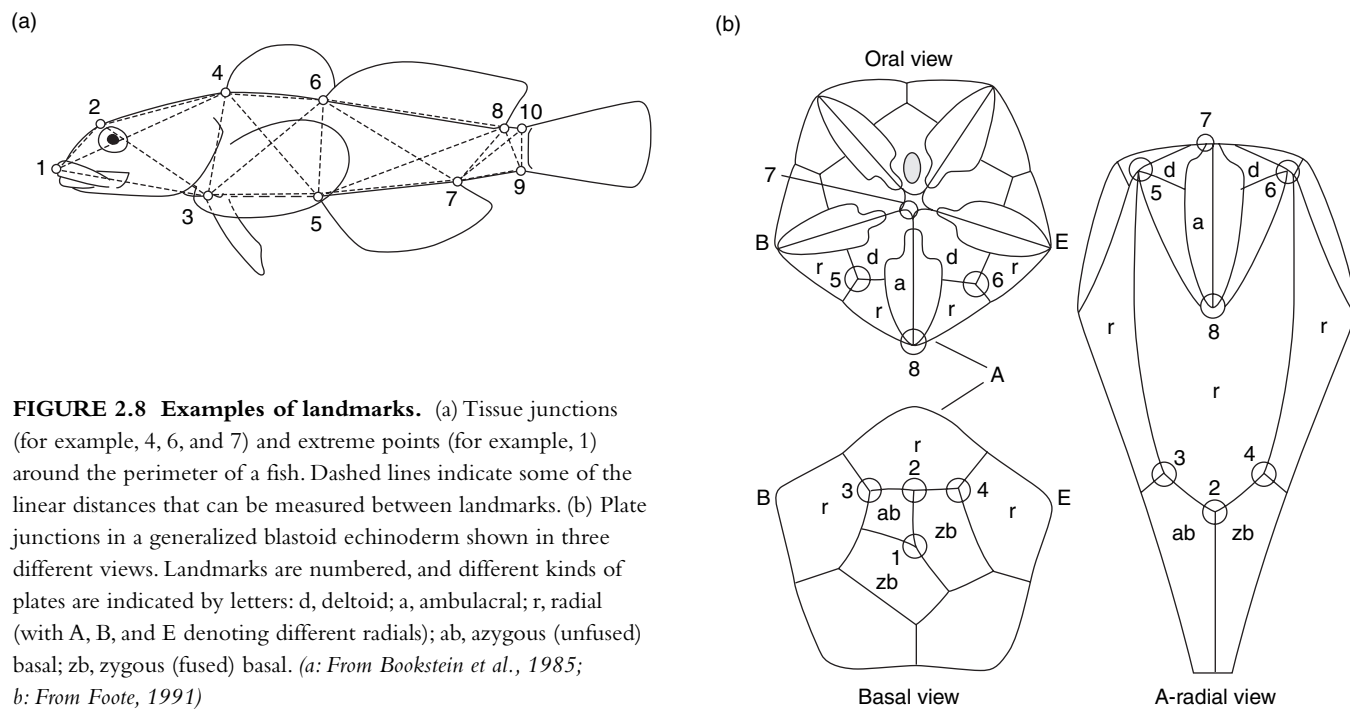 (a)
4
6
2
8
10
1
3
5
7
9
FIGURE 2.8 Examples of landmarks. (a) Tissue junctions
(for example, 4, 6, and 7) and extreme points (for example, 1)
around the perimeter of a fish. Dashed lines indicate some of the
linear distances that can be measured between landmarks. (b) Plate
junctions in a generalized blastoid echinoderm shown in three
different views. Landmarks are numbered, and different kinds of
plates are indicated by letters: d, deltoid; a, ambulacral; r, radial
(with A, B, and E denoting different radials); ab, azygous (unfused)
basal; zb, zygous (fused) basal. (a: From Bookstein et al., 1985;
b: From Foote, 1991)
(b)
Oral view
7
B
E
d
d
r
r
5
a
6
r
r
8
A
r
2
B
3
4
E
r
ab
r
zb
1
zb
Basal view
7
d
d
5
6
a
r
8
r
r
3
4
2
ab
zb
A-radial view